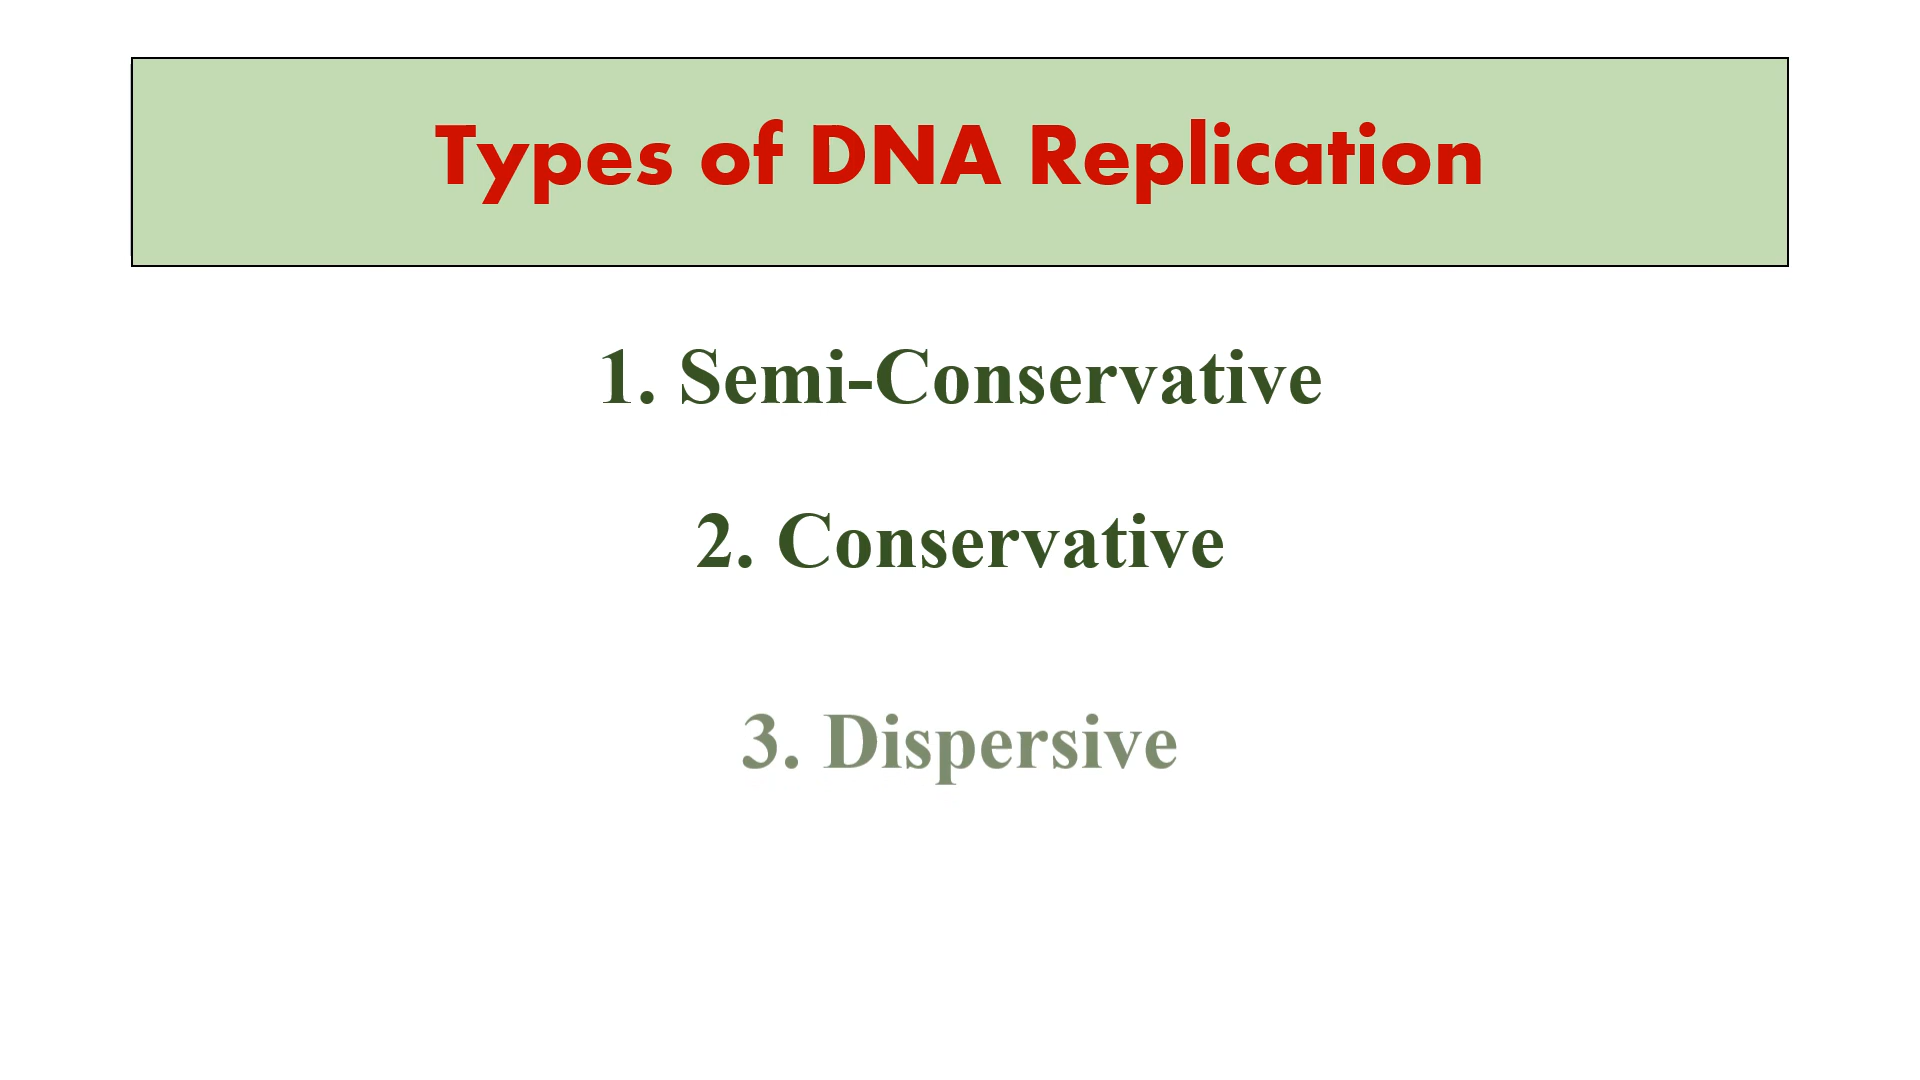 Types of DNA Replication
1. Semi-Conservative
2. Conservative
3. Dispersive